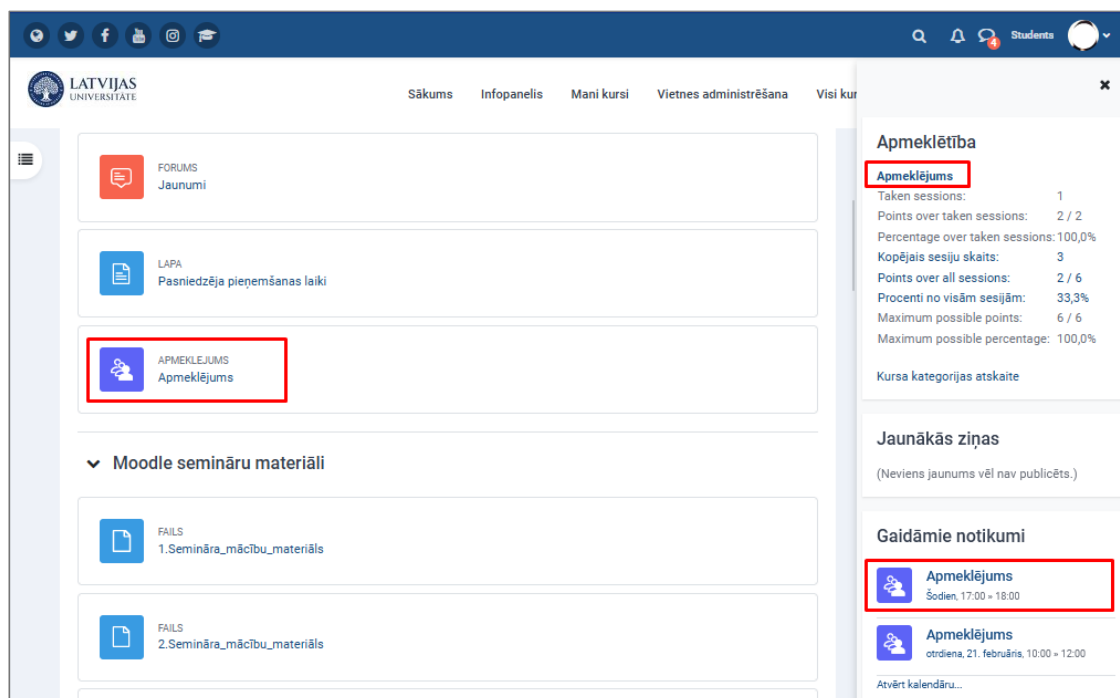 4
Students
LATVIJAS
UNIVERSITĀTE
Sākums Infopanelis Mani kursi Vietnes administrēšana Visi kur
FORUMS
Jaunumi
LAPA
Pasniedzēja pieņemšanas laiki
APMEKLEJUMS
Apmeklējums
Moodle semināru materiāli
FAILS
1.Semināra_mācību_materiāls
FAILS
2.Semināra_mācību_materiāls
Apmeklētība
Apmeklējums
Taken sessions: 1
Points over taken sessions: 2 / 2
Percentage over taken sessions: 100,0%
Kopējais sesiju skaits: 3
Points over all sessions: 2 / 6
Procenti no visām sesijām: 33,3%
Maximum possible points: 6 / 6
Maximum possible percentage: 100,0%
Kursa kategorijas atskaite
Jaunākās ziņas
(Neviens jaunums vēl nav publicēts.)
Gaidāmie notikumi
Apmeklējums
Šodien, 17:00 » 18:00
Apmeklējums
otrdiena, 21. februāris, 10:00 » 12:00
Atvērt kalendāru...